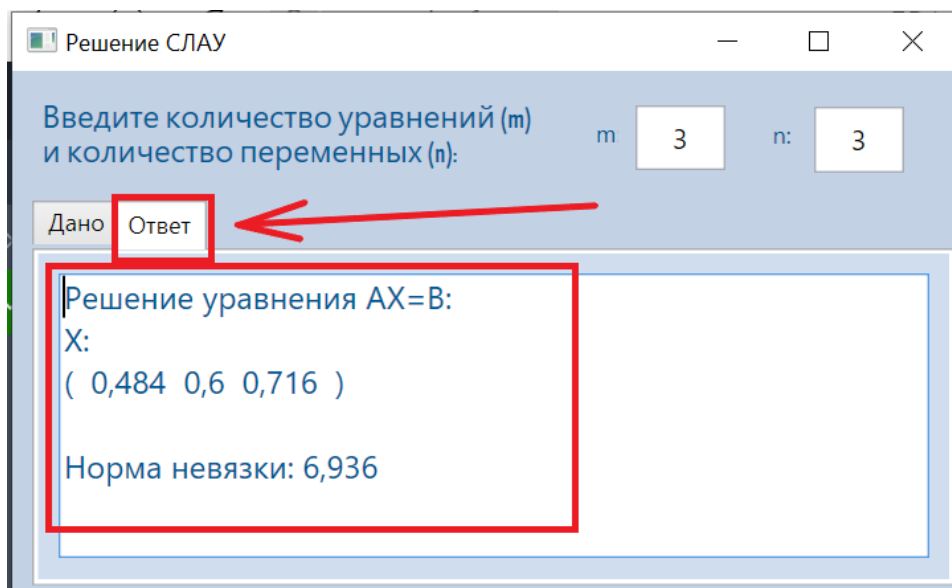 Решение СЛАУ
Введите количество уравнений (m)
и количество переменных (n):
m: 3 n: 3
Дано Ответ
Решение уравнения AX=B:
X:
( 0,484 0,6 0,716 )
Норма невязки: 6,936